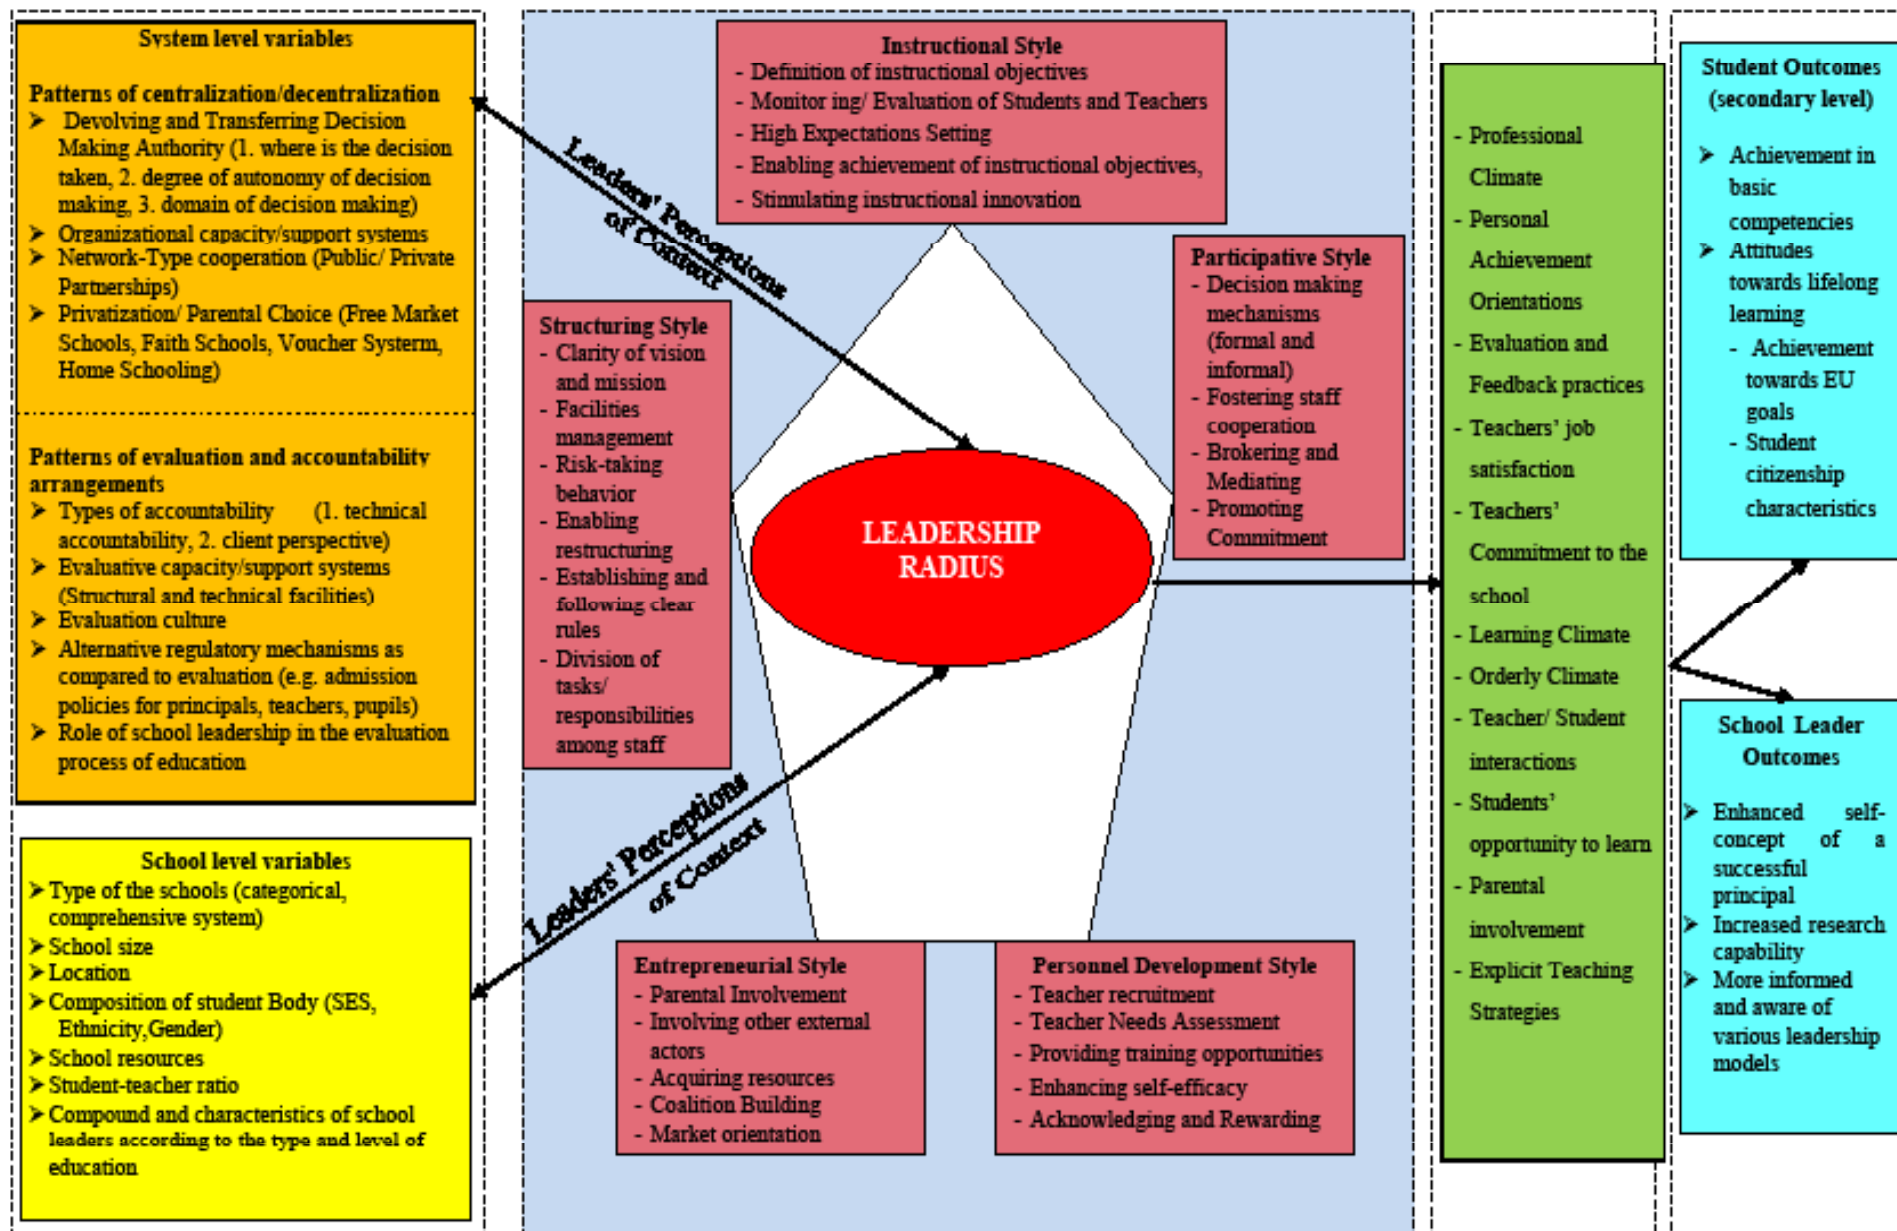 System level variables
Patterns of centralization/decentralization
➤ Devolving and Transferring Decision
Making Authority (1. where is the decision
taken, 2. degree of autonomy of decision
making, 3. domain of decision making)
➤ Organizational capacity/support systems
➤ Network-Type cooperation (Public/ Private
Partnerships)
➤ Privatization/ Parental Choice (Free Market
Schools, Faith Schools, Voucher Systerm,
Home Schooling)
Patterns of evaluation and accountability
arrangements
➤ Types of accountability (1. technical
accountability, 2. client perspective)
➤ Evaluative capacity/support systems
(Structural and technical facilities)
➤ Evaluation culture
➤ Alternative regulatory mechanisms as
compared to evaluation (e.g. admission
policies for principals, teachers, pupils)
➤ Role of school leadership in the evaluation
process of education
School level variables
➤ Type of the schools (categorical,
comprehensive system)
➤ School size
➤ Location
➤ Composition of student Body (SES,
Ethnicity,Gender)
➤ School resources
➤ Student-teacher ratio
➤ Compound and characteristics of school
leaders according to the type and level of
education
Leaders' Perceptions
of Context
Leaders' Perceptions
of Context
Instructional Style
- Definition of instructional objectives
- Monitor ing/ Evaluation of Students and Teachers
- High Expectations Setting
- Enabling achievement of instructional objectives,
- Stimulating instructional innovation
Structuring Style
- Clarity of vision
and mission
- Facilities
management
- Risk-taking
behavior
- Enabling
restructuring
- Establishing and
following clear
rules
- Division of
tasks/
responsibilities
among staff
LEADERSHIP
RADIUS
Participative Style
- Decision making
mechanisms
(formal and
informal)
- Fostering staff
cooperation
- Brokering and
Mediating
- Promoting
Commitment
Entrepreneurial Style
- Parental Involvement
- Involving other external
actors
- Acquiring resources
- Coalition Building
- Market orientation
Personnel Development Style
- Teacher recruitment
- Teacher Needs Assessment
- Providing training opportunities
- Enhancing self-efficacy
- Acknowledging and Rewarding
- Professional
Climate
- Personal
Achievement
Orientations
- Evaluation and
Feedback practices
- Teachers' job
satisfaction
- Teachers'
Commitment to the
school
- Learning Climate
- Orderly Climate
- Teacher/ Student
interactions
- Students'
opportunity to learn
- Parental
involvement
- Explicit Teaching
Strategies
Student Outcomes
(secondary level)
➤ Achievement in
basic
competencies
➤ Attitudes
towards lifelong
learning
- Achievement
towards EU
goals
- Student
citizenship
characteristics
School Leader
Outcomes
➤ Enhanced self-
concept of a
successful
principal
➤ Increased research
capability
➤ More informed
and aware of
various leadership
models